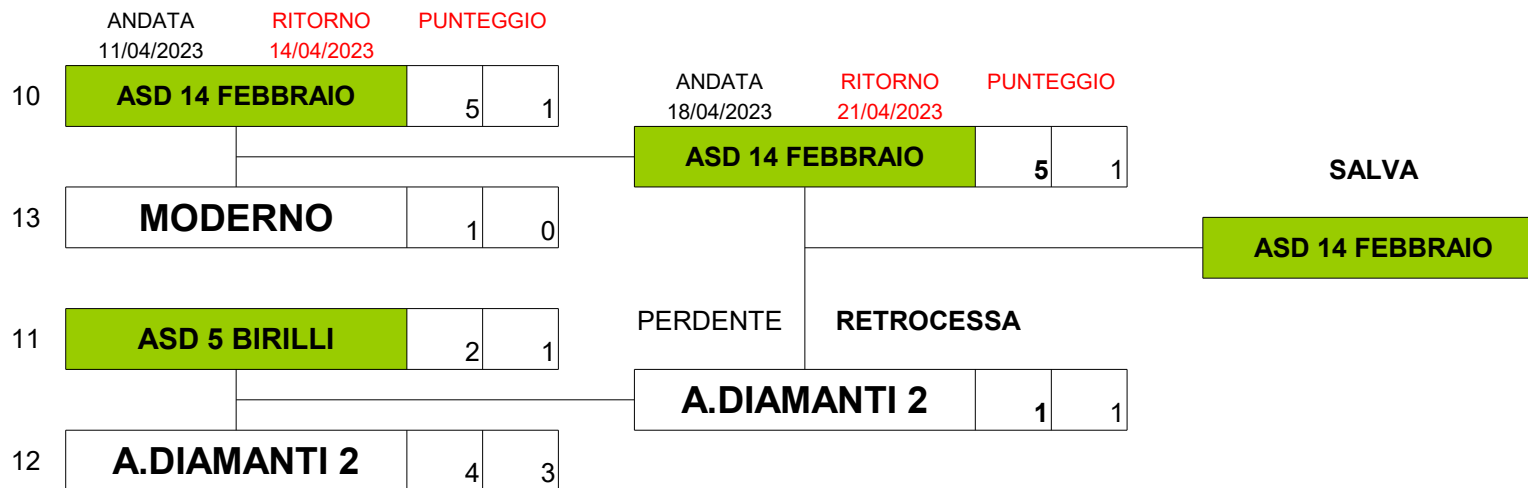 ANDATA RITORNO PUNTEGGIO
11/04/2023 14/04/2023
10 ASD 14 FEBBRAIO 5 1
ANDATA RITORNO PUNTEGGIO
18/04/2023 21/04/2023
ASD 14 FEBBRAIO 5 1
SALVA
13 MODERNO 1 0
ASD 14 FEBBRAIO
11 ASD 5 BIRILLI 2 1
PERDENTE RETROCESSA
A.DIAMANTI 2 1 1
12 A.DIAMANTI 2 4 3